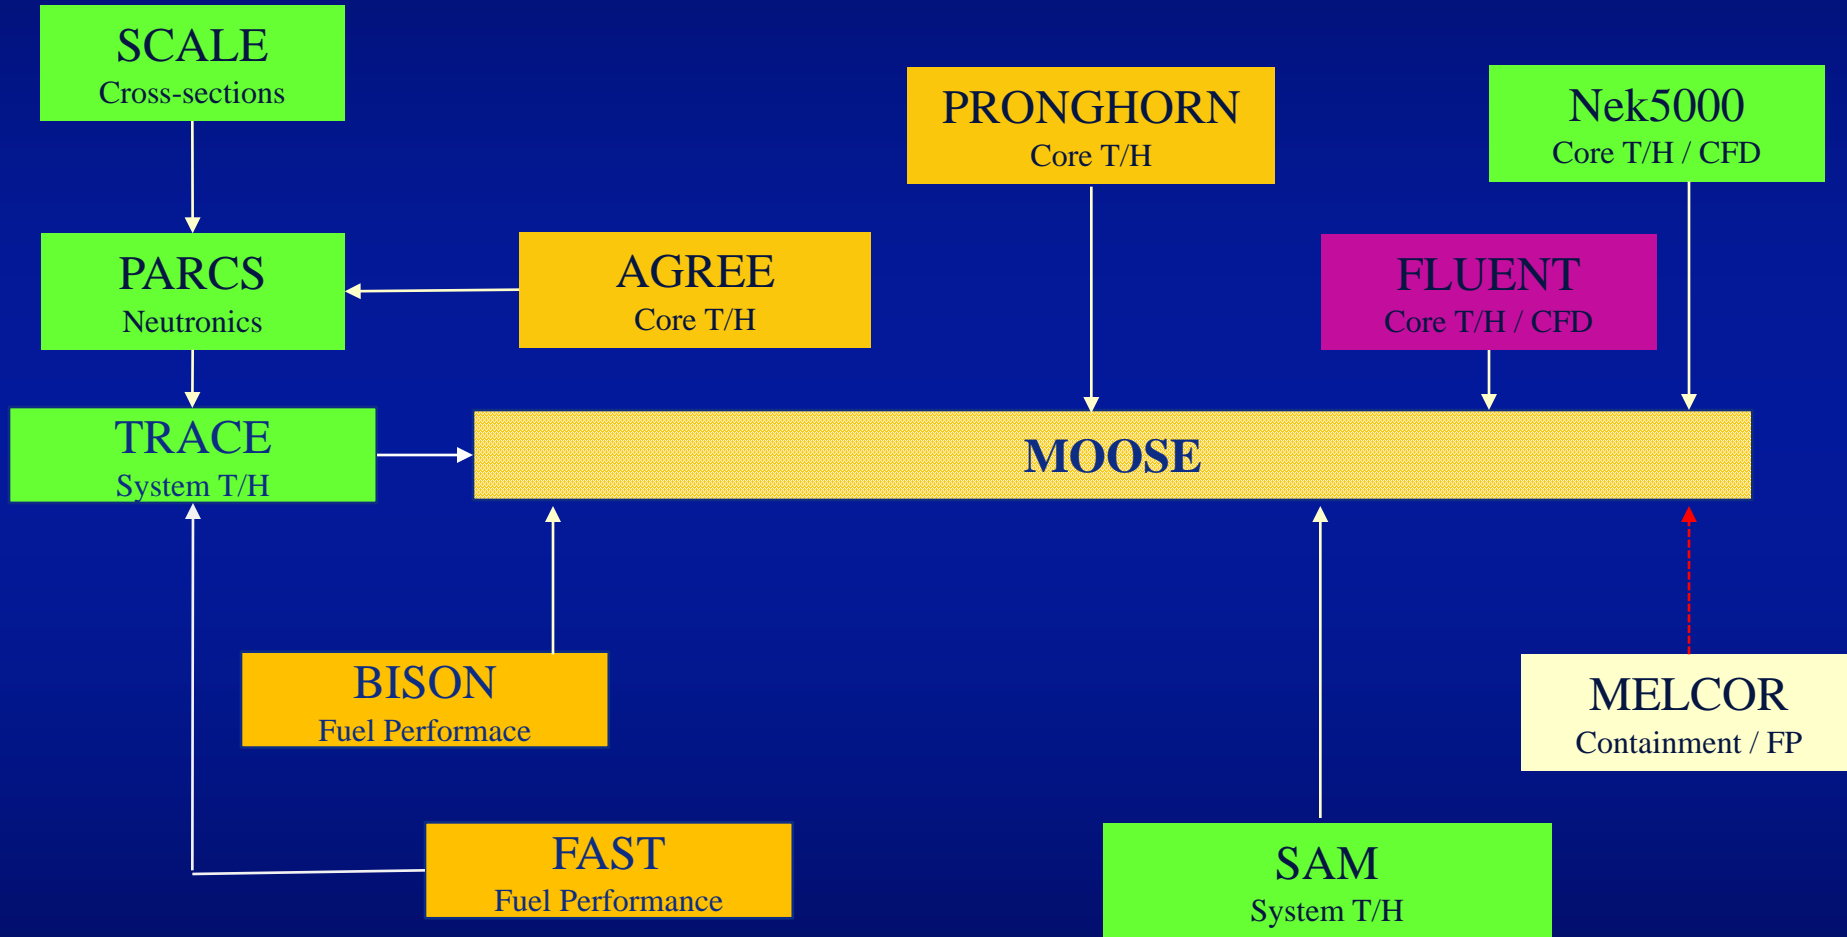 SCALE
Cross-sections
PRONGHORN
Core T/H
Nek5000
Core T/H / CFD
PARCS
Neutronics
AGREE
Core T/H
FLUENT
Core T/H / CFD
TRACE
System T/H
MOOSE
BISON
Fuel Performace
MELCOR
Containment / FP
FAST
Fuel Performance
SAM
System T/H